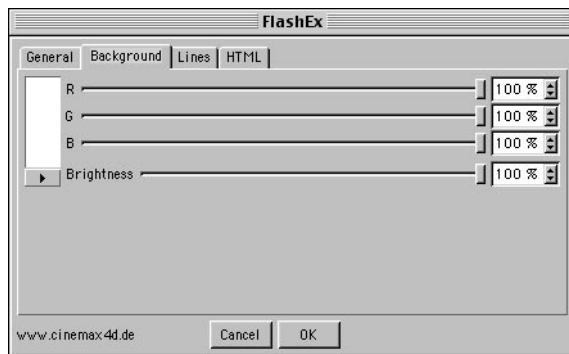 FlashEx
General Background Lines HTML
R 100 %
G 100 %
B 100 %
Brightness 100 %
www.cinemax4d.de Cancel OK